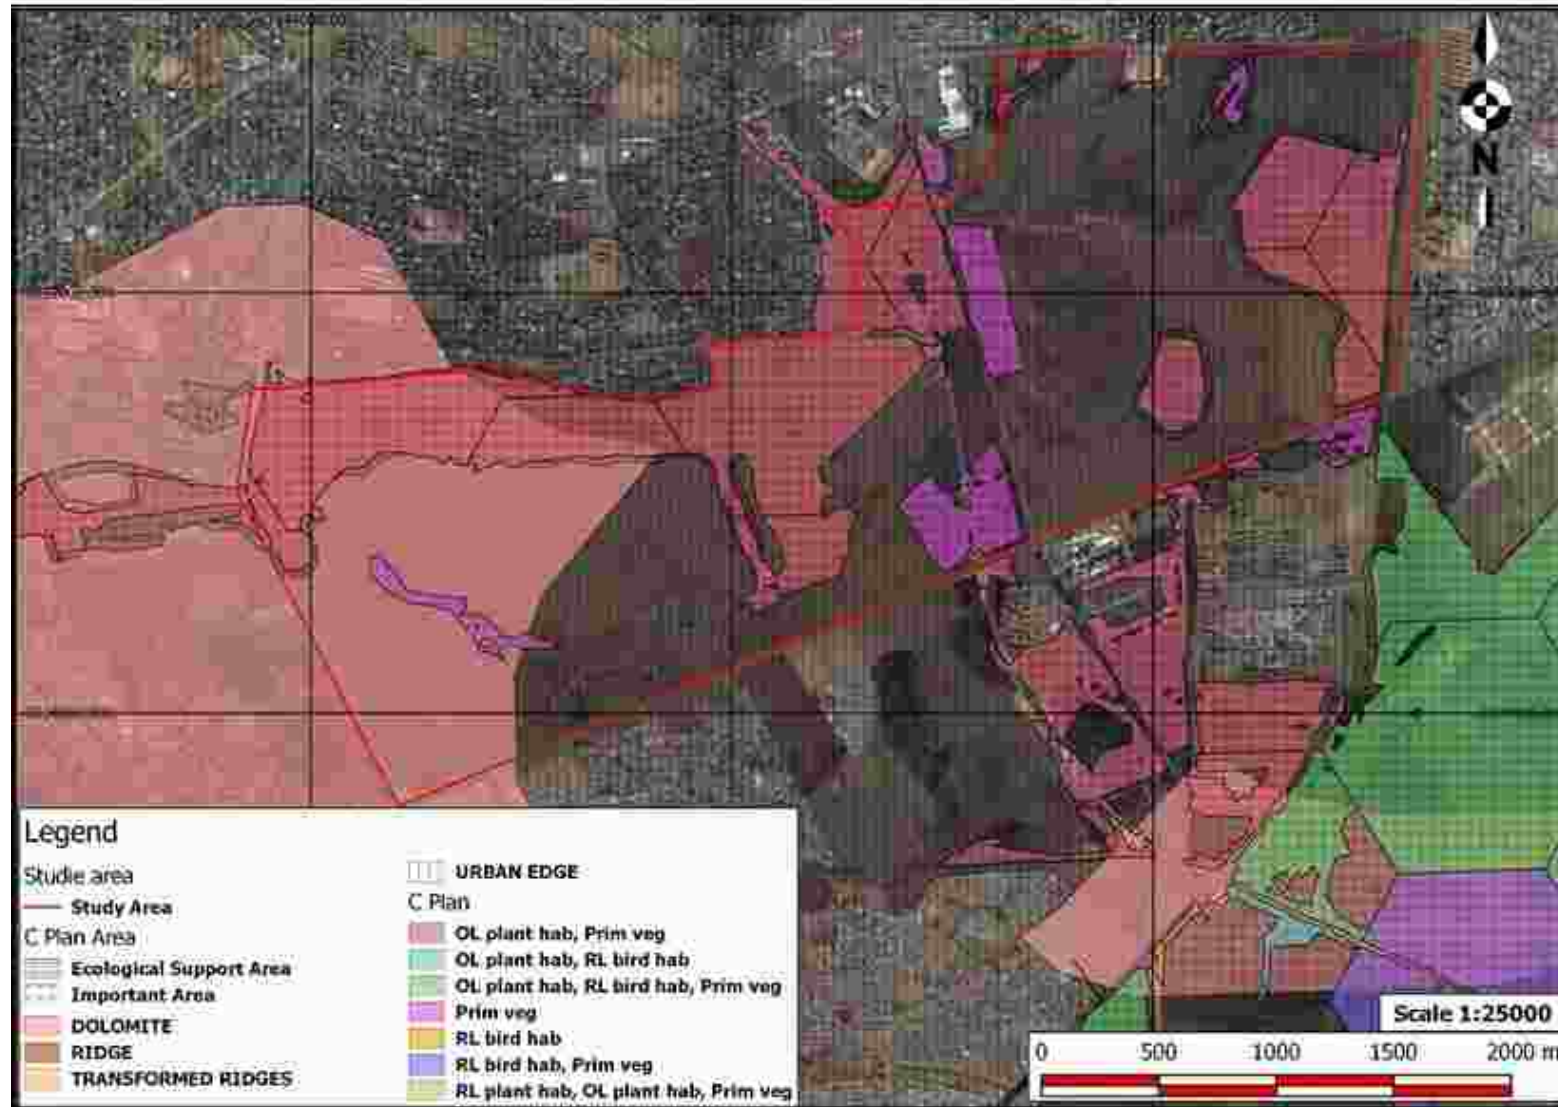 N
Legend
Studie area
Study Area
C Plan Area
Ecological Support Area
Important Area
DOLOMITE
RIDGE
TRANSFORMED RIDGES
URBAN EDGE
C Plan
OL plant hab, Prim veg
OL plant hab, RL bird hab
OL plant hab, RL bird hab, Prim veg
Prim veg
RL bird hab
RL bird hab, Prim veg
RL plant hab, OL plant hab, Prim veg
Scale 1:25000
0 500 1000 1500 2000 m